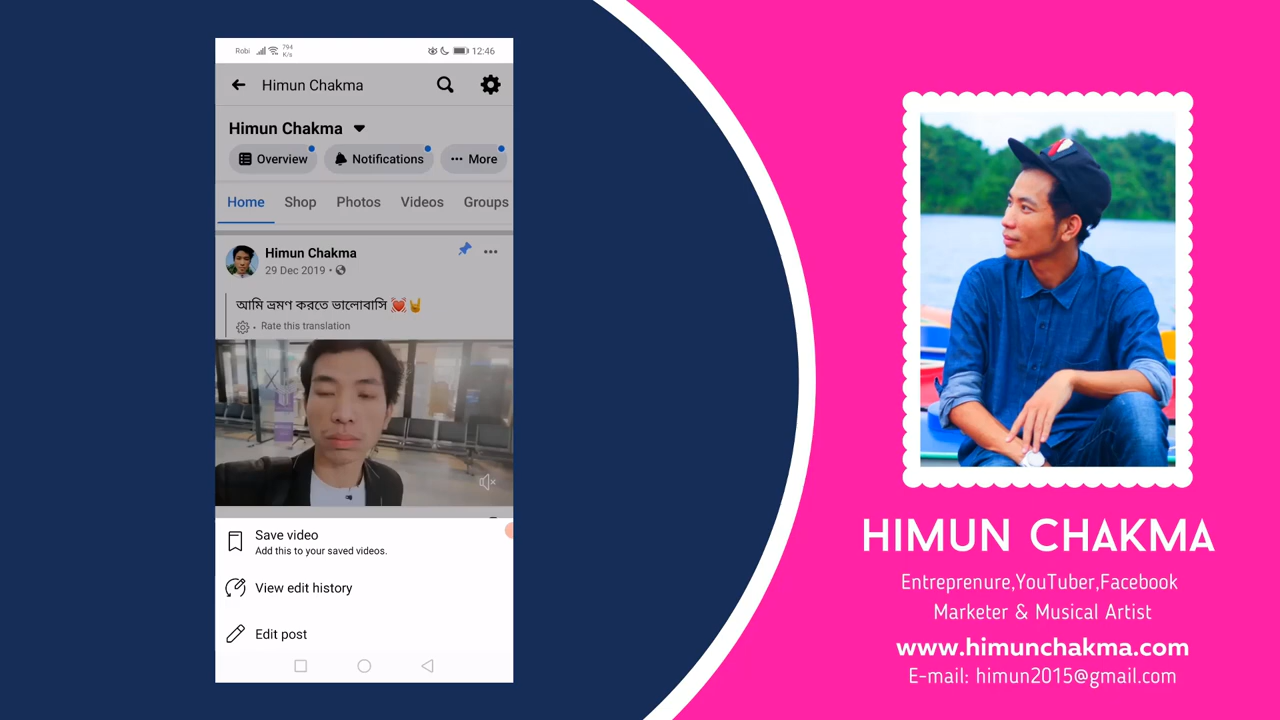 Robi 794 K/s 12:46
Himun Chakma
Himun Chakma
Overview Notifications More
Home Shop Photos Videos Groups
Himun Chakma
29 Dec 2019
আমি ভ্রমণ করতে ভালোবাসি 💓🤘
Rate this translation
Save video
Add this to your saved videos.
View edit history
Edit post
HIMUN CHAKMA
Entreprenure,YouTuber,Facebook
Marketer & Musical Artist
www.himunchakma.com
E-mail: himun2015@gmail.com